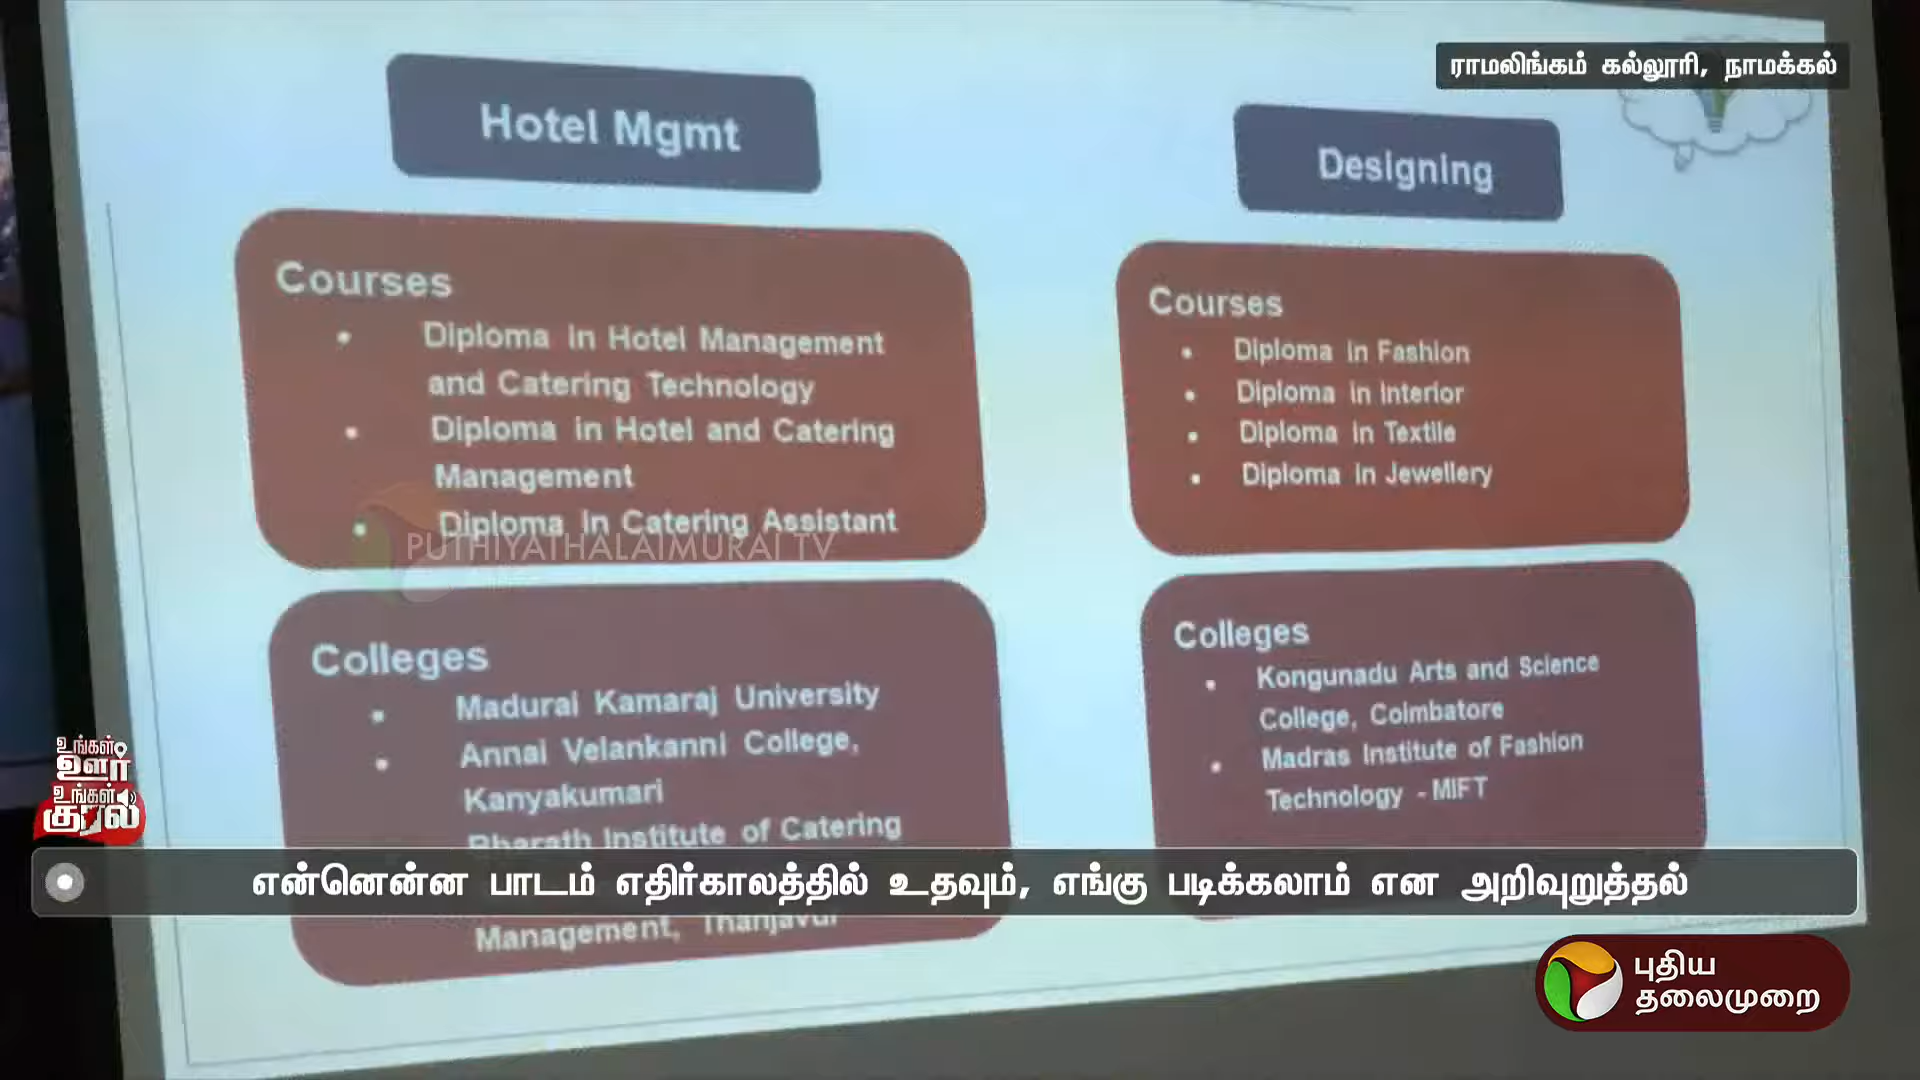 ராமலிங்கம் கல்லூரி, நாமக்கல்
Hotel Mgmt
Courses
• Diploma in Hotel Management
and Catering Technology
• Diploma in Hotel and Catering
Management
• Diploma in Catering Assistant
PUTHIYATHALAIMURAI TV
Colleges
• Madurai Kamaraj University
• Annai Velankanni College,
Kanyakumari
Bharath Institute of Catering
Management, Thanjavur
Designing
Courses
• Diploma in Fashion
• Diploma in Interior
• Diploma in Textile
• Diploma in Jewellery
Colleges
• Kongunadu Arts and Science
College, Coimbatore
• Madras Institute of Fashion
Technology - MIFT
உங்கள்
ஊர்
உங்கள்
குரல்
என்னென்ன பாடம் எதிர்காலத்தில் உதவும், எங்கு படிக்கலாம் என அறிவுறுத்தல்
புதிய
தலைமுறை